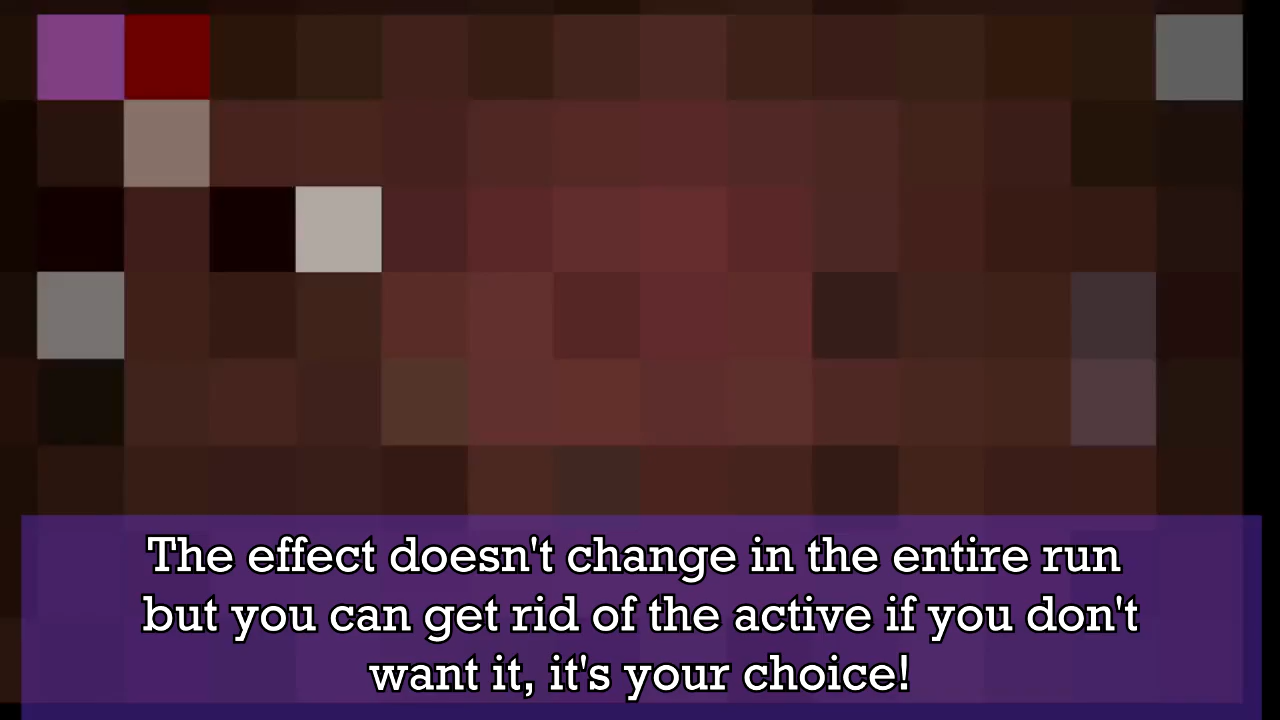 The effect doesn't change in the entire run
but you can get rid of the active if you don't
want it, it's your choice!